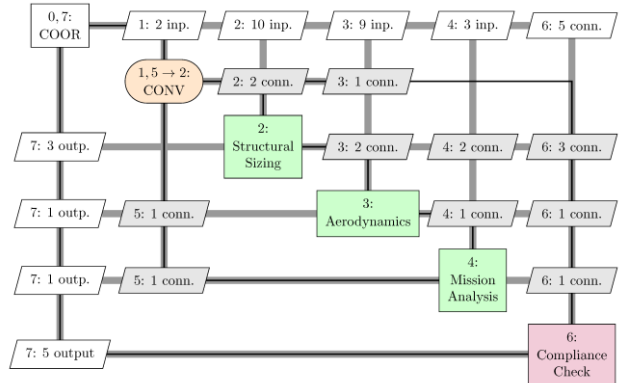 0, 7:
COOR
1: 2 inp.
2: 10 inp.
3: 9 inp.
4: 3 inp.
6: 5 conn.
1, 5 → 2:
CONV
2: 2 conn.
3: 1 conn.
7: 3 outp.
2:
Structural
Sizing
3: 2 conn.
4: 2 conn.
6: 3 conn.
7: 1 outp.
5: 1 conn.
3:
Aerodynamics
4: 1 conn.
6: 1 conn.
7: 1 outp.
5: 1 conn.
4:
Mission
Analysis
6: 1 conn.
7: 5 output
6:
Compliance
Check